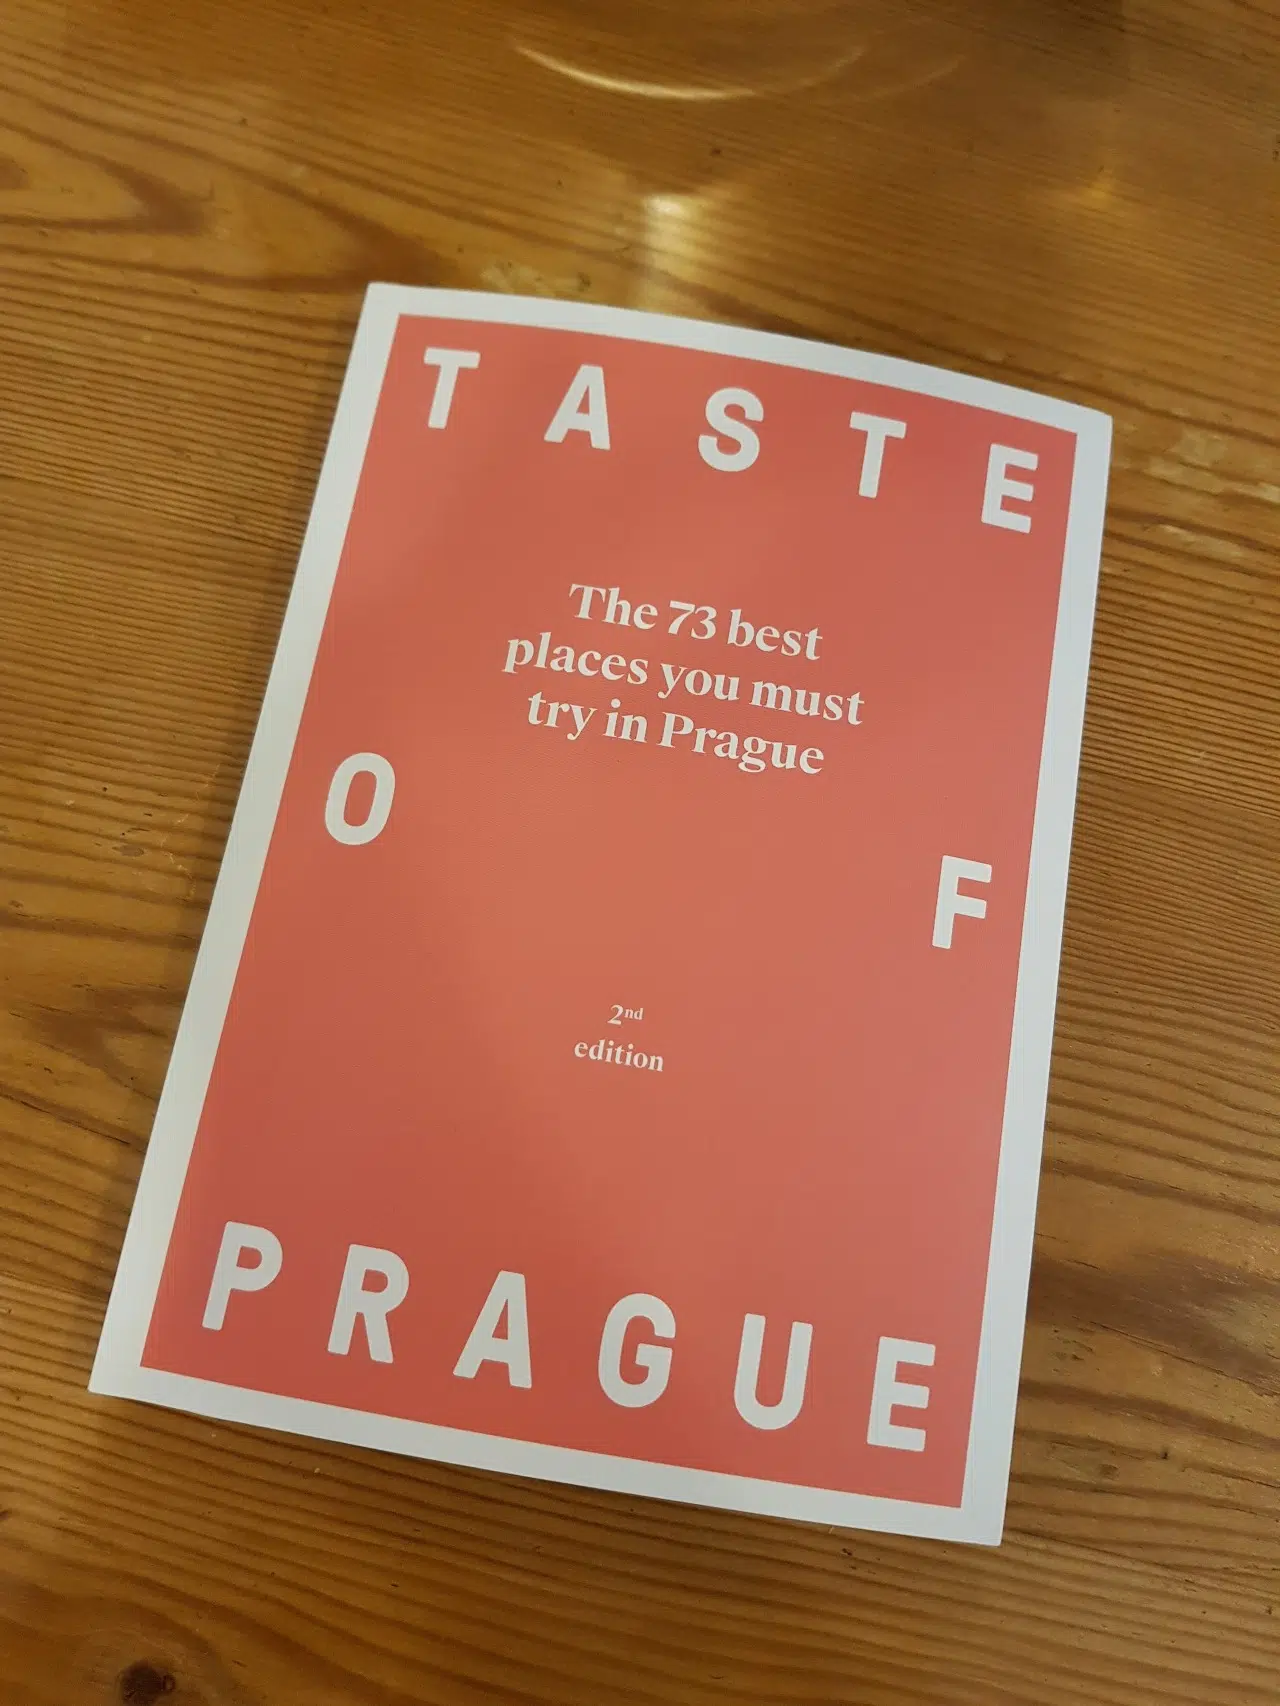 TASTE
The 73 best
places you must
try in Prague
O F
2nd
edition
PRAGUE